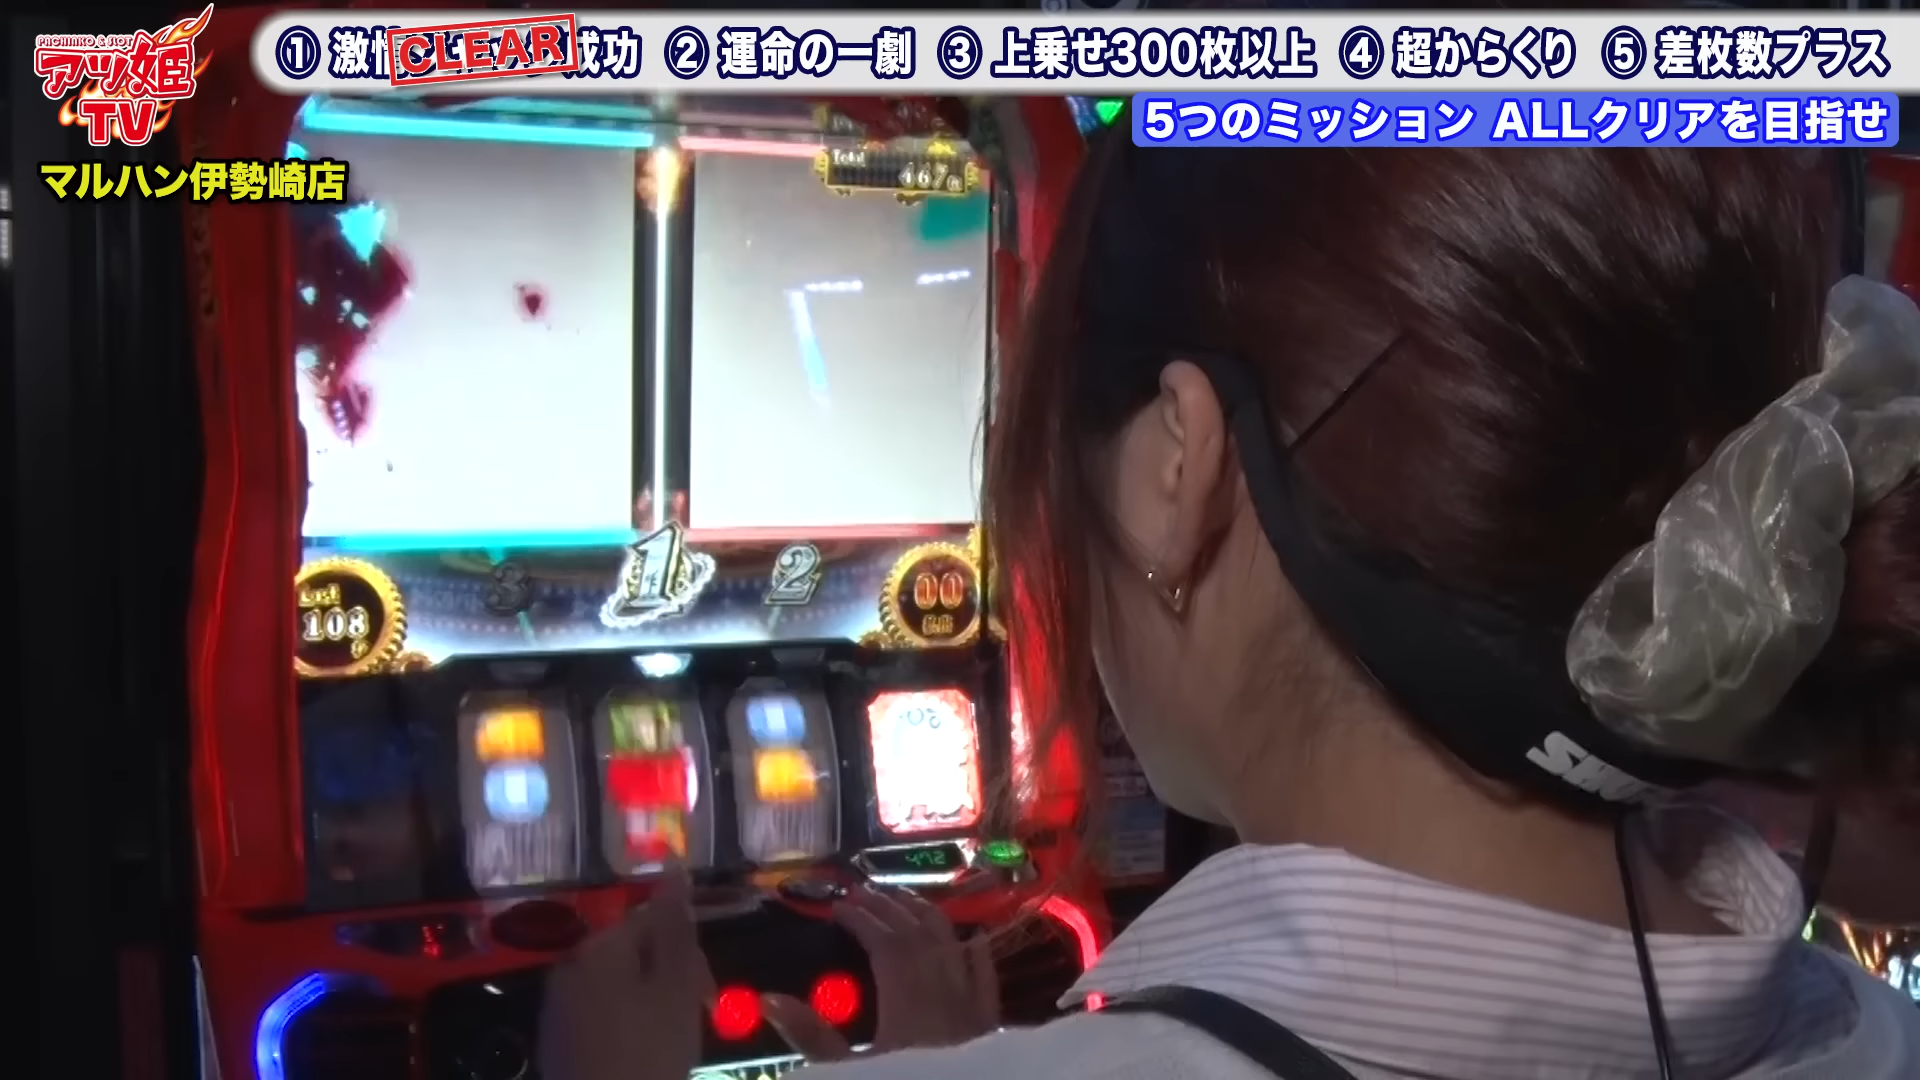 PACHINKO & SLOT
アツ姫
TV
① 激情 CLEAR 成功 ② 運命の一劇 ③ 上乗せ300枚以上 ④ 超からくり ⑤ 差枚数プラス
5つのミッション ALLクリアを目指せ
マルハン伊勢崎店
Total
467
3 1 2
108
00
472